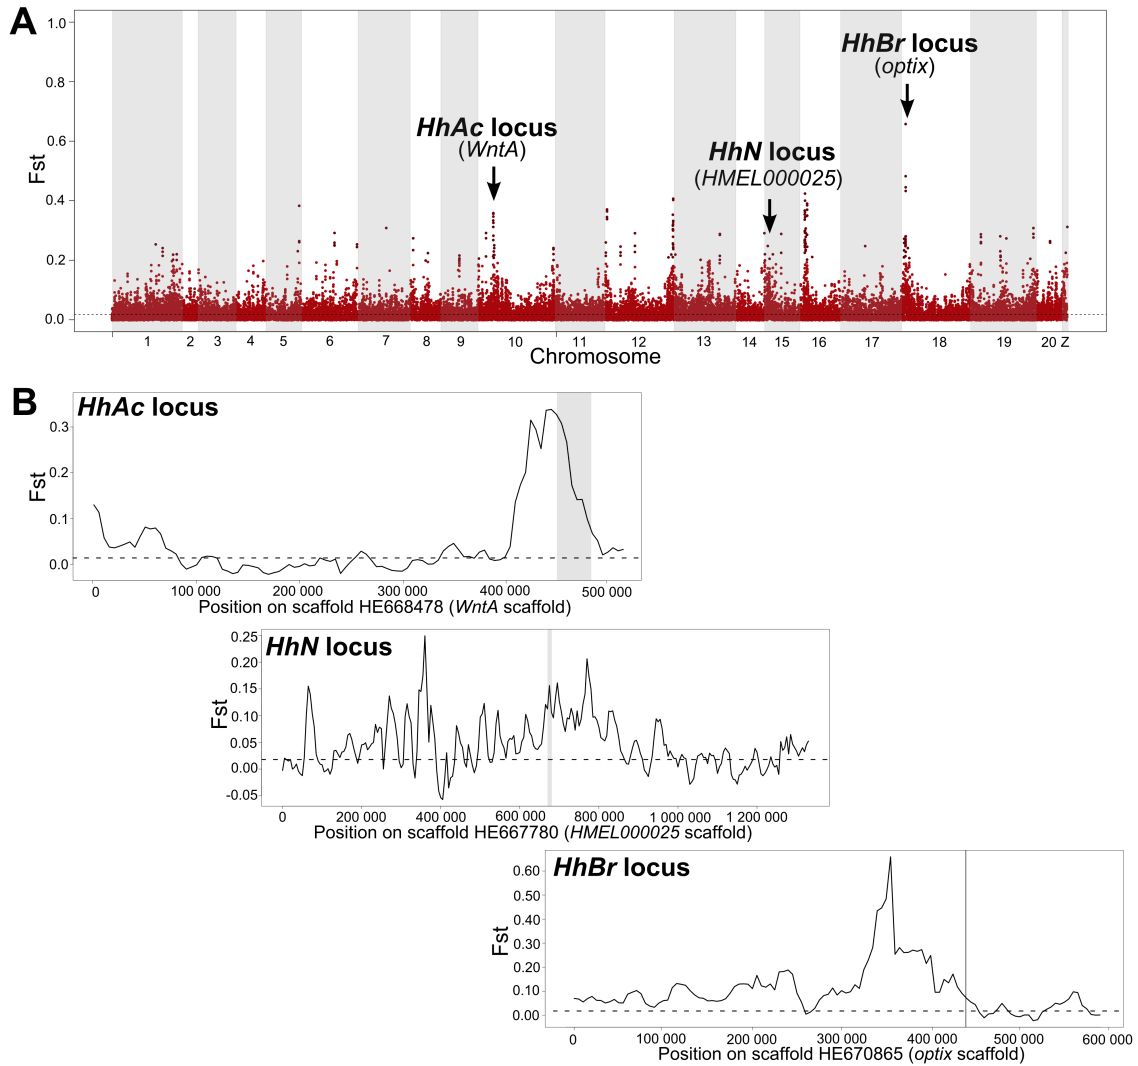 A
1.0
0.8
0.6
0.4
0.2
0.0
Fst
HhAc locus
(WntA)
HhN locus
(HMEL000025)
HhBr locus
(optix)
1 2 3 4 5 6 7 8 9 10 11 12 13 14 15 16 17 18 19 20 Z
Chromosome
B
HhAc locus
0.3
0.2
0.1
0.0
Fst
0 100 000 200 000 300 000 400 000 500 000
Position on scaffold HE668478 (WntA scaffold)
HhN locus
0.25
0.20
0.15
0.10
0.05
0.00
-0.05
Fst
0 200 000 400 000 600 000 800 000 1 000 000 1 200 000
Position on scaffold HE667780 (HMEL000025 scaffold)
HhBr locus
0.60
0.50
0.40
0.30
0.20
0.10
0.00
Fst
0 100 000 200 000 300 000 400 000 500 000 600 000
Position on scaffold HE670865 (optix scaffold)